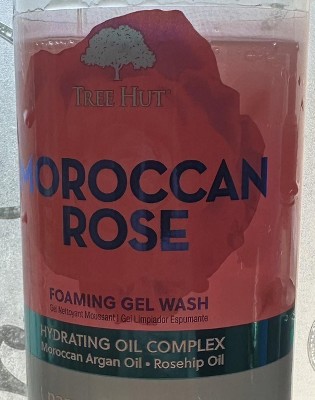 TREE HUT
MOROCCAN
ROSE
FOAMING GEL WASH
Gel Nettoyant Moussant | Gel Limpiador Espumante
HYDRATING OIL COMPLEX
Moroccan Argan Oil • Rosehip Oil